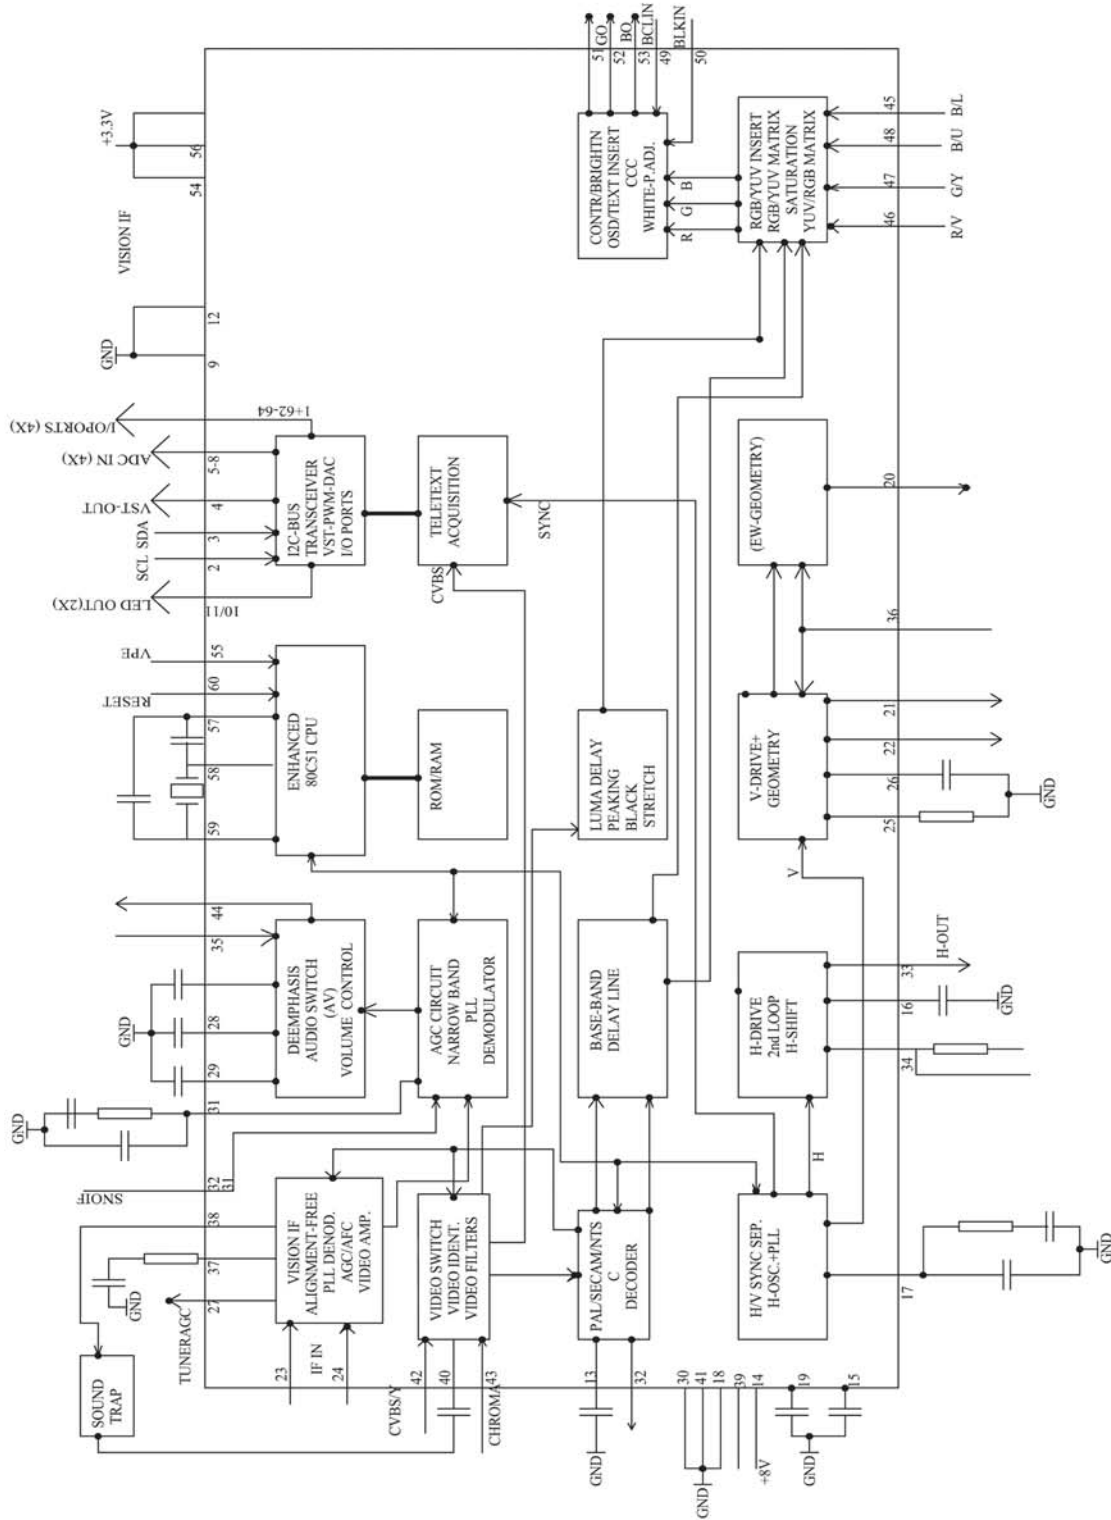 SOUND
TRAP
TUNERAGC
27
GND
37
38
SNOIF
32
31
GND
31
29
GND
28
35
44
59
58
57
RESET
60
VPE
55
LED OUT(2X)
10/11
SCL
2
SDA
3
VST-OUT
4
ADC IN (4X)
5-8
I/OPORTS (4X)
1+62-64
GND
9
12
VISION IF
+3.3V
54
56
23
IF IN
24
VISION IF
ALIGNMENT-FREE
PLL DENOD.
AGC/AFC
VIDEO AMP.
DEEMPHASIS
AUDIO SWITCH
(AV)
VOLUME CONTROL
ENHANCED
80C51 CPU
I2C-BUS
TRANSCEIVER
VST-PWM-DAC
I/O PORTS
CVBS/Y
42
40
43
CHROMA
VIDEO SWITCH
VIDEO IDENT.
VIDEO FILTERS
AGC CIRCUIT
NARROW BAND
PLL
DEMODULATOR
ROM/RAM
CVBS
TELETEXT
ACQUISITION
SYNC
GND
13
32
PAL/SECAM/NTS
C
DECODER
BASE-BAND
DELAY LINE
LUMA DELAY
PEAKING
BLACK
STRETCH
CONTR/BRIGHTN
OSD/TEXT INSERT
CCC
WHITE-P.ADJ.
51
GO
52
BO
53
BCLIN
49
BLKIN
50
R
G
B
GND
30
41
18
39
14
+8V
GND
19
15
H/V SYNC SEP.
H-OSC.+PLL
H
H-DRIVE
2nd LOOP
H-SHIFT
V
V-DRIVE+
GEOMETRY
(EW-GEOMETRY)
RGB/YUV INSERT
RGB/YUV MATRIX
SATURATION
YUV/RGB MATRIX
17
GND
34
16
GND
33
H-OUT
25
26
GND
22
21
36
20
46
R/V
47
G/Y
48
B/U
45
B/L